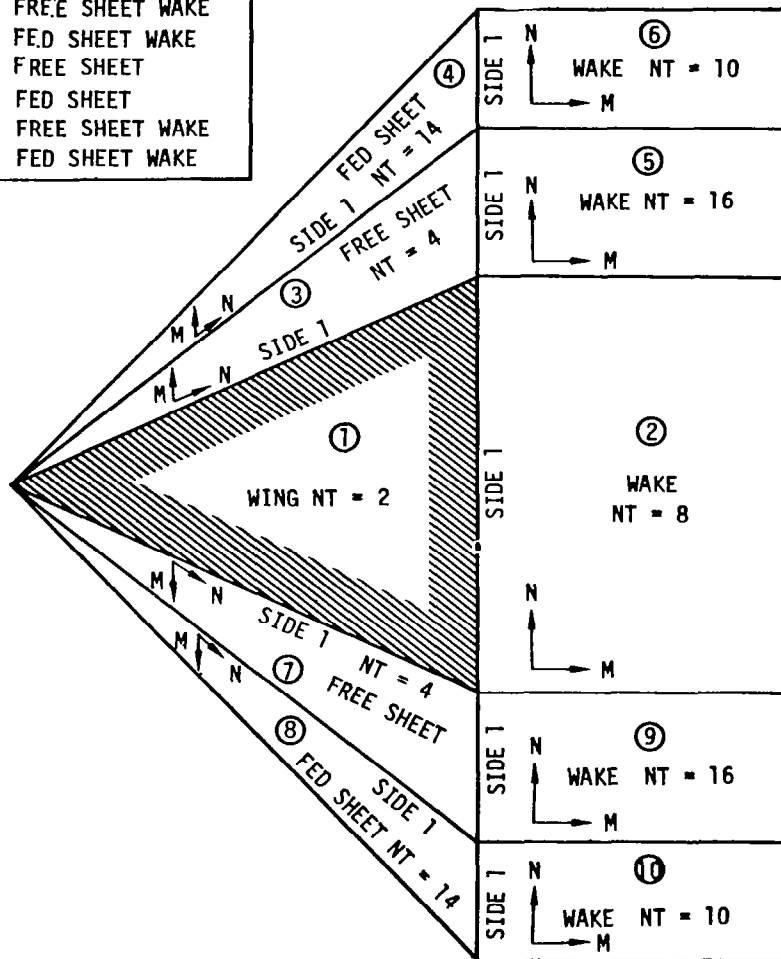 FREE SHEET WAKE
FED SHEET WAKE
FREE SHEET
FED SHEET
FREE SHEET WAKE
FED SHEET WAKE
④
FED SHEET
NT = 14
SIDE 1
M
N
SIDE 1
N
M
⑥
WAKE NT = 10
③
FREE SHEET
NT = 4
SIDE 1
M
N
SIDE 1
N
M
⑤
WAKE NT = 16
①
WING NT = 2
SIDE 1
②
WAKE
NT = 8
N
M
M
N
SIDE 1
NT = 4
⑦
FREE SHEET
M
N
SIDE 1
⑧
FED SHEET NT = 14
SIDE 1
N
M
⑨
WAKE NT = 16
SIDE 1
N
M
⑩
WAKE NT = 10